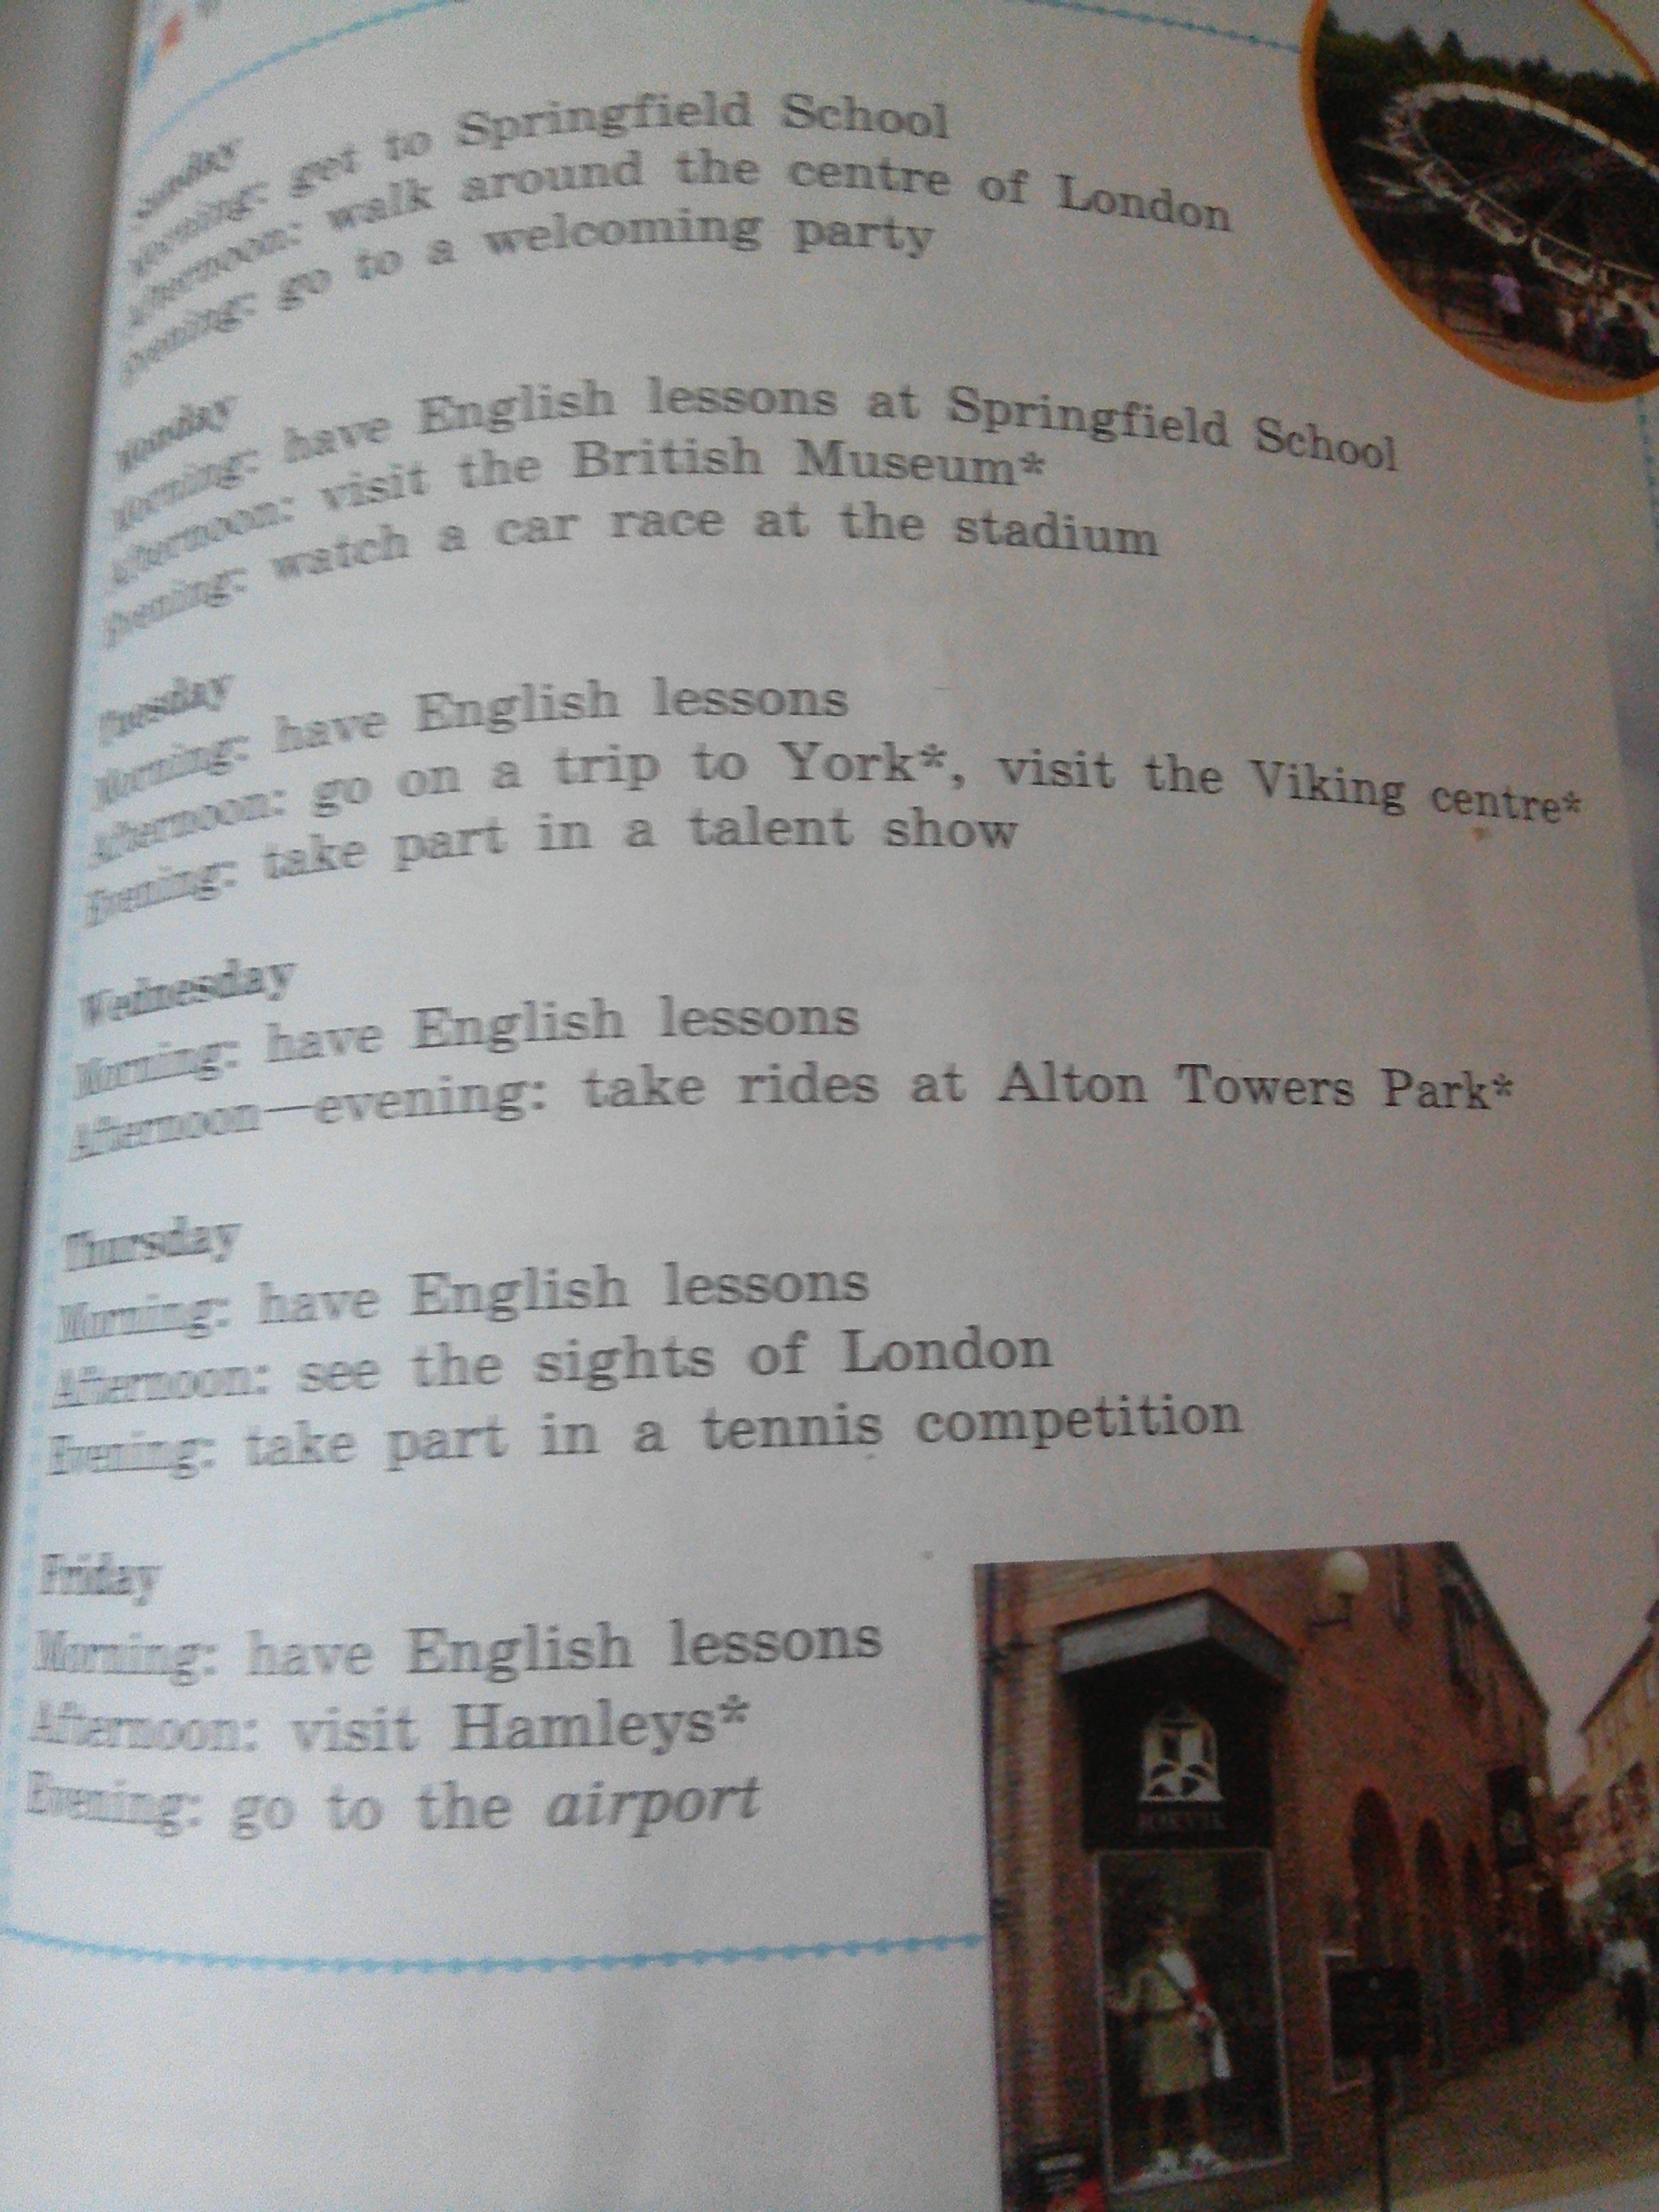 Sunday
Morning: get to Springfield School
Afternoon: walk around the centre of London
Evening: go to a welcoming party
Monday
Morning: have English lessons at Springfield School
Afternoon: visit the British Museum*
Evening: watch a car race at the stadium
Tuesday
Morning: have English lessons
Afternoon: go on a trip to York*, visit the Viking centre*
Evening: take part in a talent show
Wednesday
Morning: have English lessons
Afternoon—evening: take rides at Alton Towers Park*
Thursday
Morning: have English lessons
Afternoon: see the sights of London
Evening: take part in a tennis competition
Friday
Morning: have English lessons
Afternoon: visit Hamleys*
Evening: go to the airport